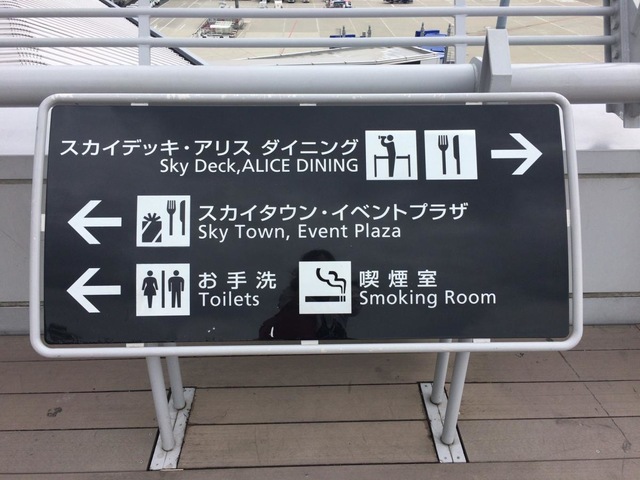 スカイデッキ・アリス ダイニング
Sky Deck,ALICE DINING
スカイタウン・イベントプラザ
Sky Town, Event Plaza
お手洗
Toilets
喫煙室
Smoking Room